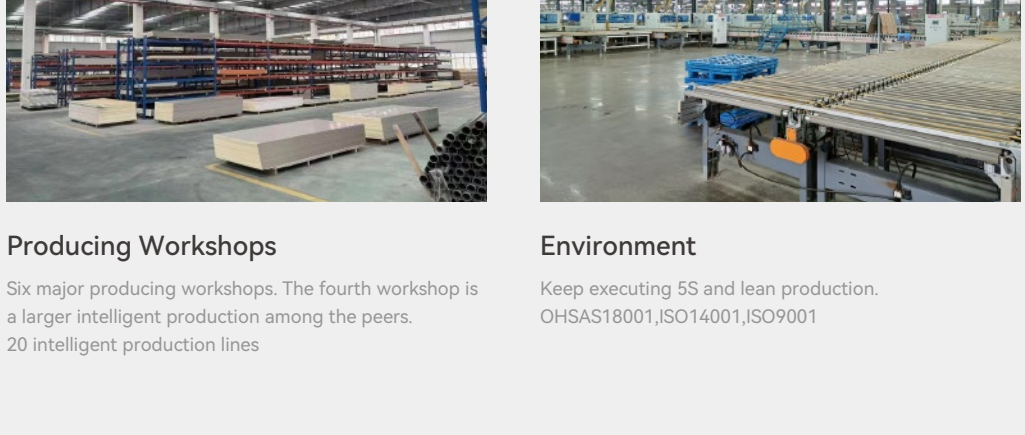 Producing Workshops
Six major producing workshops. The fourth workshop is
a larger intelligent production among the peers.
20 intelligent production lines
Environment
Keep executing 5S and lean production.
OHSAS18001,ISO14001,ISO9001